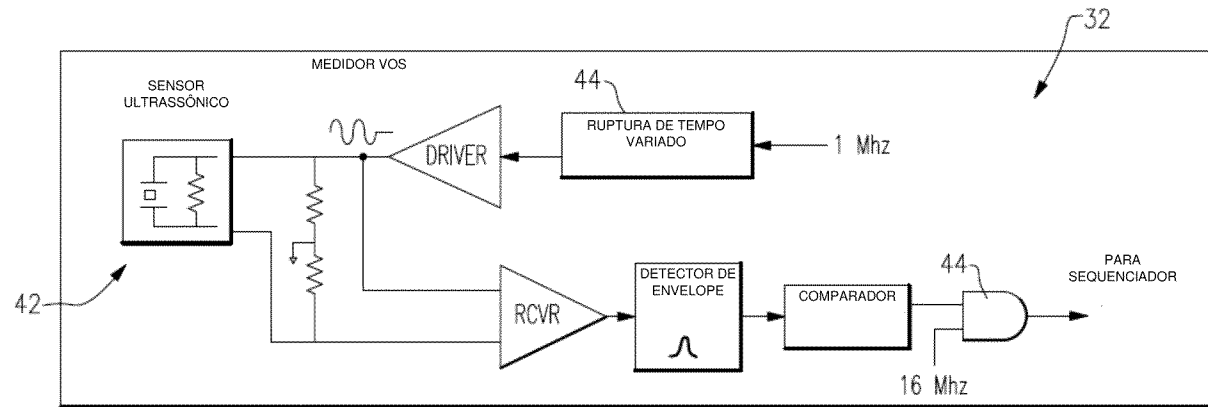 32
MEDIDOR VOS
SENSOR
ULTRASSÔNICO
44
RUPTURA DE TEMPO
VARIADO
DRIVER
1 Mhz
42
RCVR
DETECTOR DE
ENVELOPE
COMPARADOR
44
PARA
SEQUENCIADOR
16 Mhz